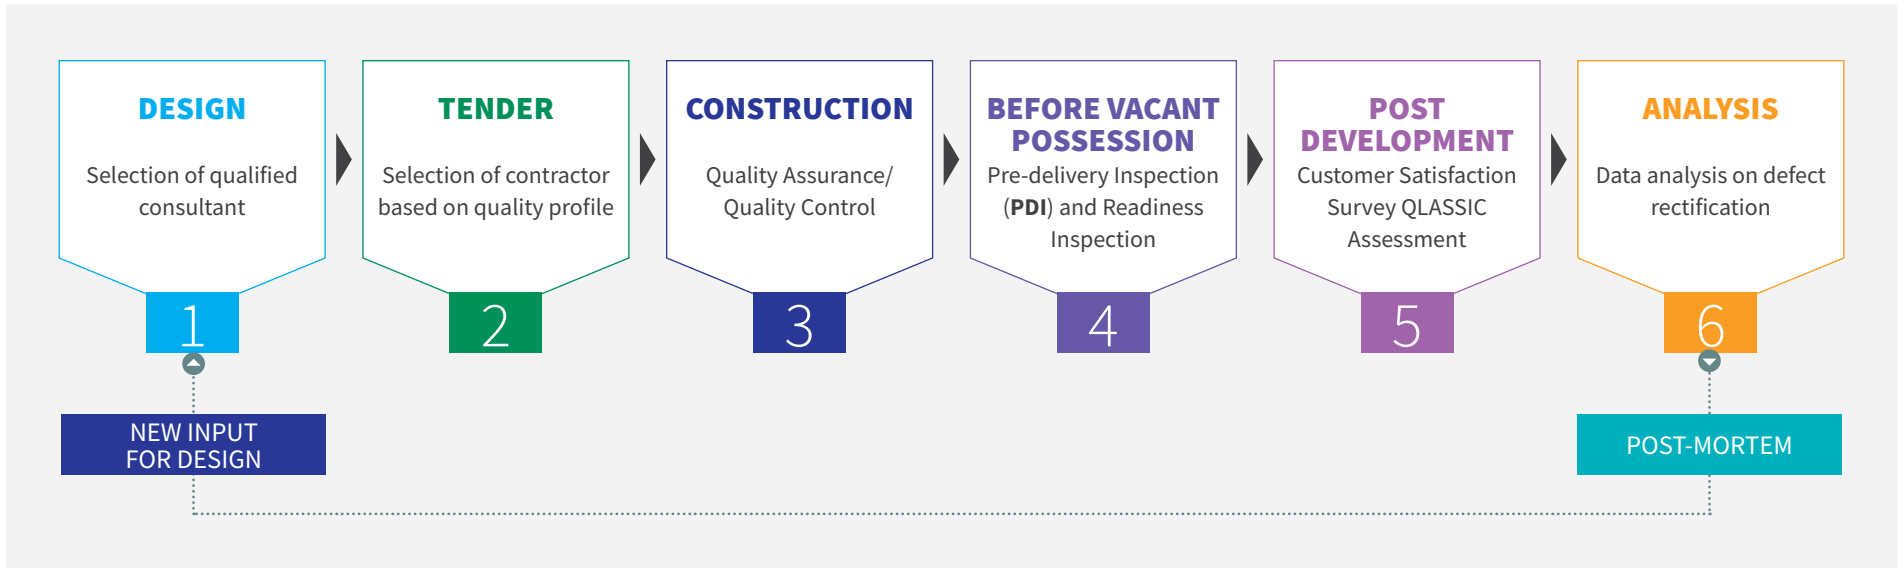 DESIGN
Selection of qualified
consultant
1
TENDER
Selection of contractor
based on quality profile
2
CONSTRUCTION
Quality Assurance/
Quality Control
3
BEFORE VACANT
POSSESSION
Pre-delivery Inspection
(PDI) and Readiness
Inspection
4
POST
DEVELOPMENT
Customer Satisfaction
Survey QLASSIC
Assessment
5
ANALYSIS
Data analysis on defect
rectification
6
NEW INPUT
FOR DESIGN
POST-MORTEM